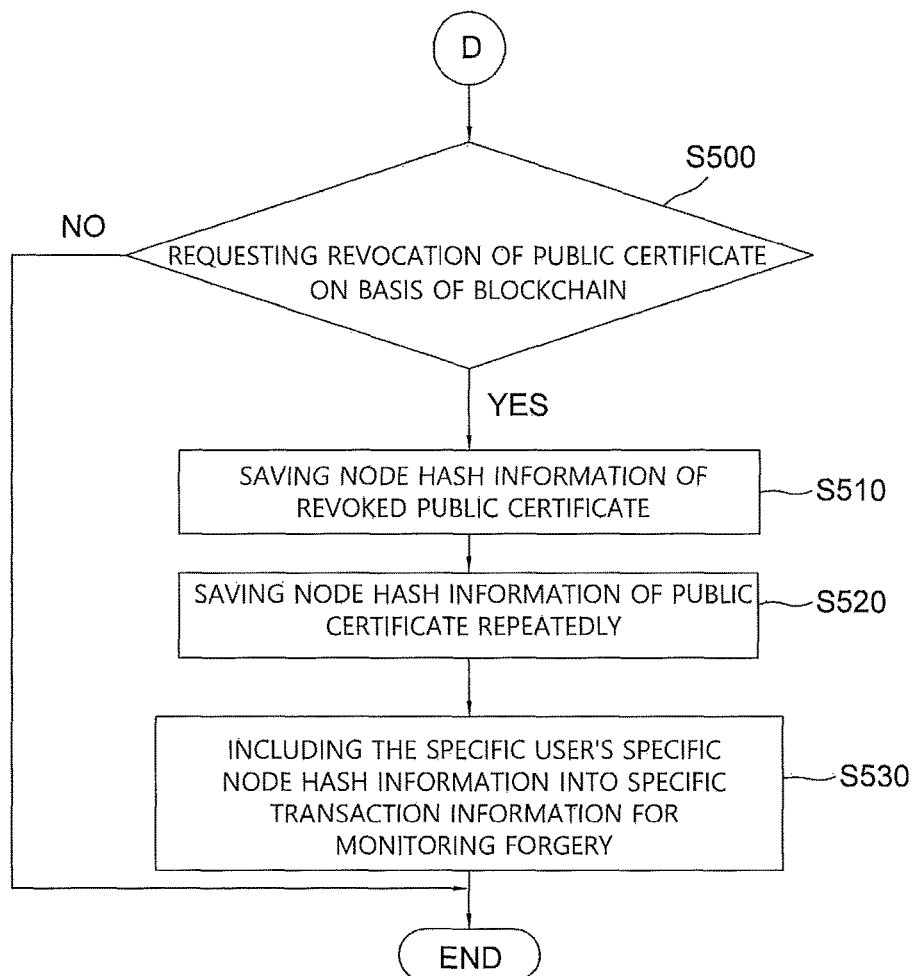 D
S500
NO
REQUESTING REVOCATION OF PUBLIC CERTIFICATE
ON BASIS OF BLOCKCHAIN
YES
SAVING NODE HASH INFORMATION OF
REVOKED PUBLIC CERTIFICATE
S510
SAVING NODE HASH INFORMATION OF PUBLIC
CERTIFICATE REPEATEDLY
S520
INCLUDING THE SPECIFIC USER'S SPECIFIC
NODE HASH INFORMATION INTO SPECIFIC
TRANSACTION INFORMATION FOR
MONITORING FORGERY
S530
END